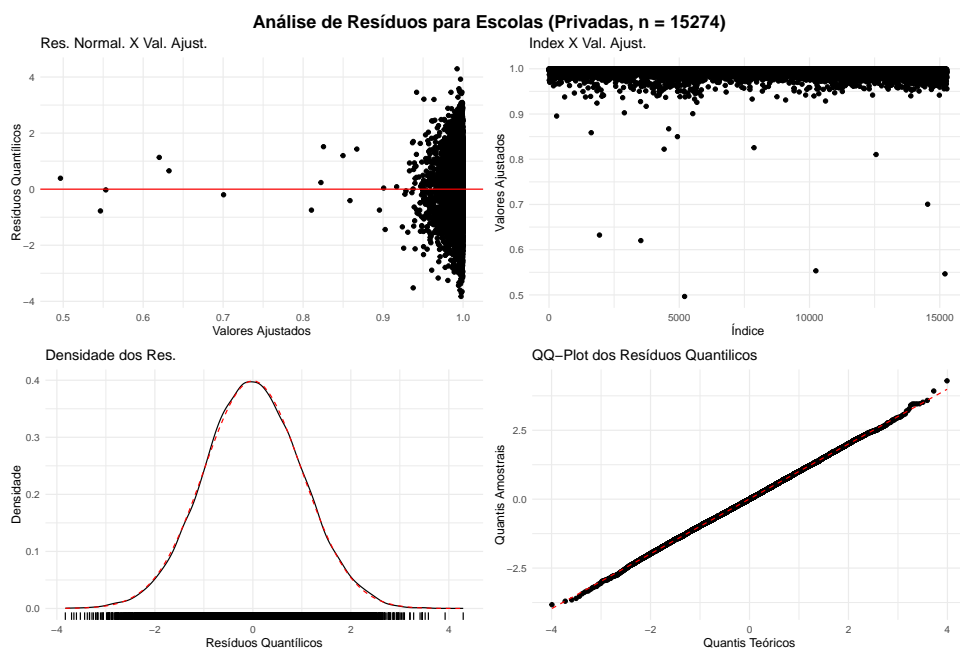 Análise de Resíduos para Escolas (Privadas, n = 15274)
Res. Normal. X Val. Ajust.
Resíduos Quantílicos
4
2
0
−2
−4
0.5 0.6 0.7 0.8 0.9 1.0
Valores Ajustados
Index X Val. Ajust.
Valores Ajustados
1.0
0.9
0.8
0.7
0.6
0.5
0 5000 10000 15000
Índice
Densidade dos Res.
Densidade
0.4
0.3
0.2
0.1
0.0
−4 −2 0 2 4
Resíduos Quantílicos
QQ−Plot dos Resíduos Quantilicos
Quantis Amostrais
2.5
0.0
−2.5
−4 −2 0 2 4
Quantis Teóricos